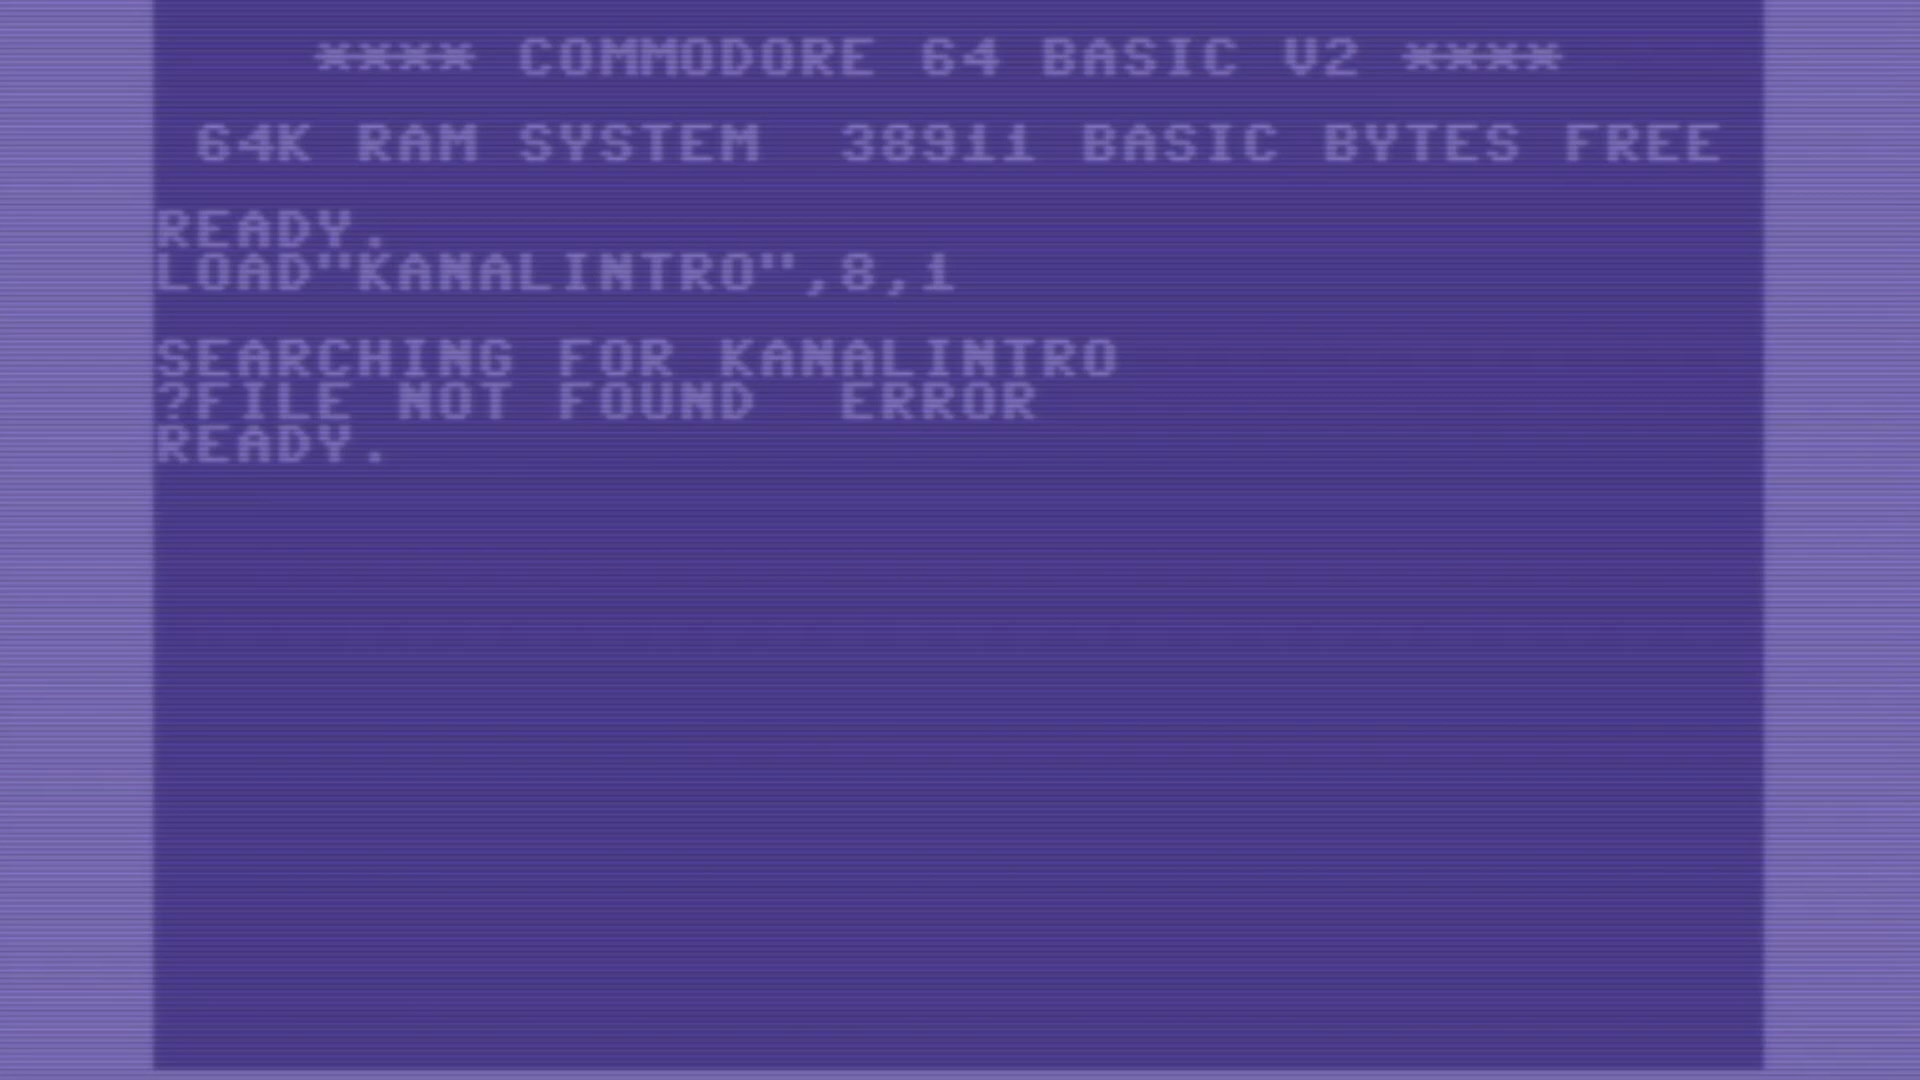 **** COMMODORE 64 BASIC V2 ****
64K RAM SYSTEM  38911 BASIC BYTES FREE
READY.
LOAD"KANALINTRO",8,1
SEARCHING FOR KANALINTRO
?FILE NOT FOUND  ERROR
READY.